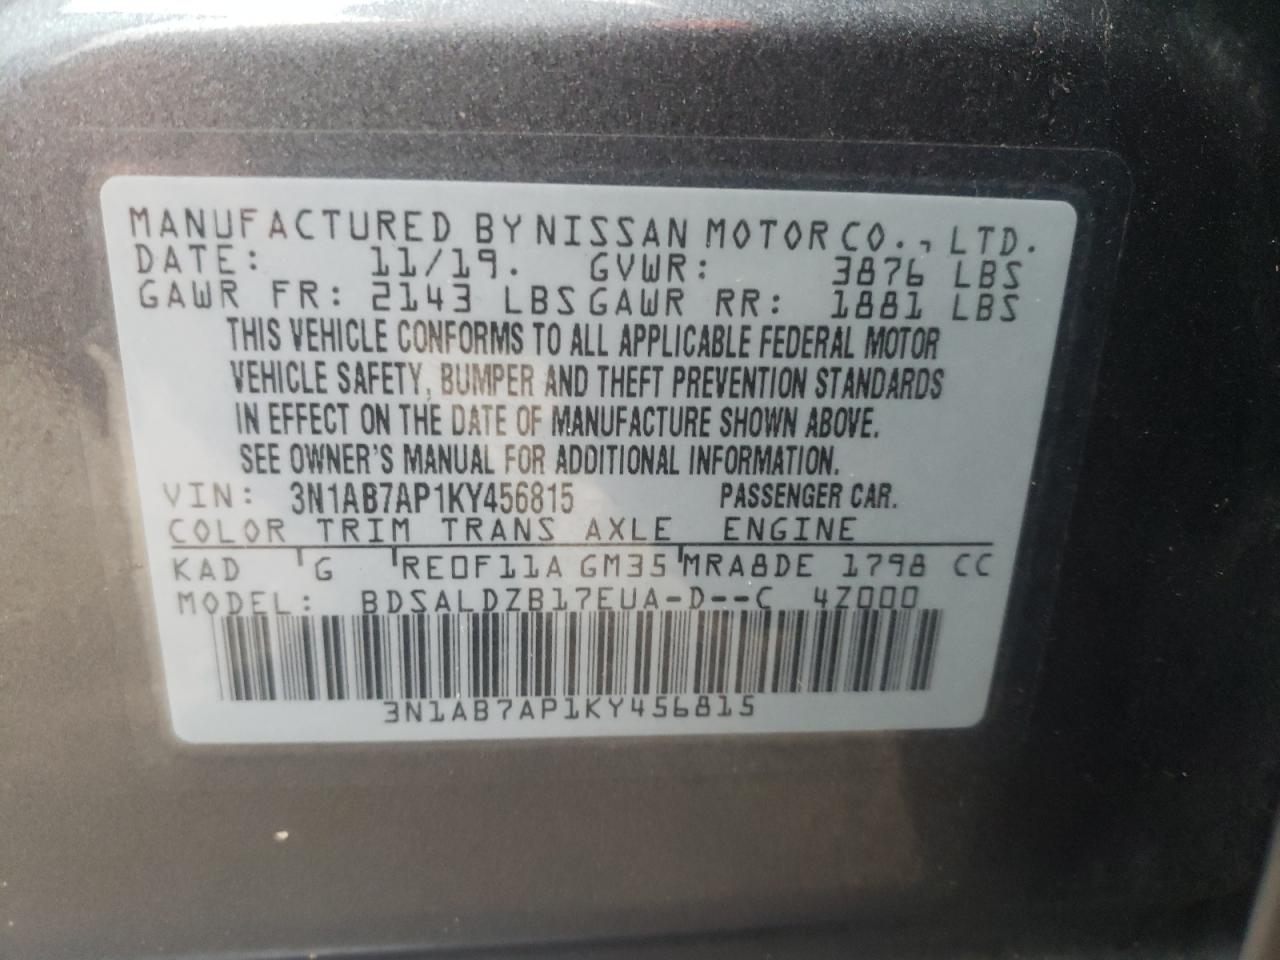 MANUFACTURED BY NISSAN MOTOR CO., LTD.
DATE: 11/19. GVWR: 3876 LBS
GAWR FR: 2143 LBS GAWR RR: 1881 LBS
THIS VEHICLE CONFORMS TO ALL APPLICABLE FEDERAL MOTOR
VEHICLE SAFETY, BUMPER AND THEFT PREVENTION STANDARDS
IN EFFECT ON THE DATE OF MANUFACTURE SHOWN ABOVE.
SEE OWNER'S MANUAL FOR ADDITIONAL INFORMATION.
VIN: 3N1AB7AP1KY456815 PASSENGER CAR.
COLOR TRIM TRANS AXLE ENGINE
KAD G RE0F11A GM35 MRA8DE 1798 CC
MODEL: BDSALDZB17EUA-D--C 4Z000
3N1AB7AP1KY456815